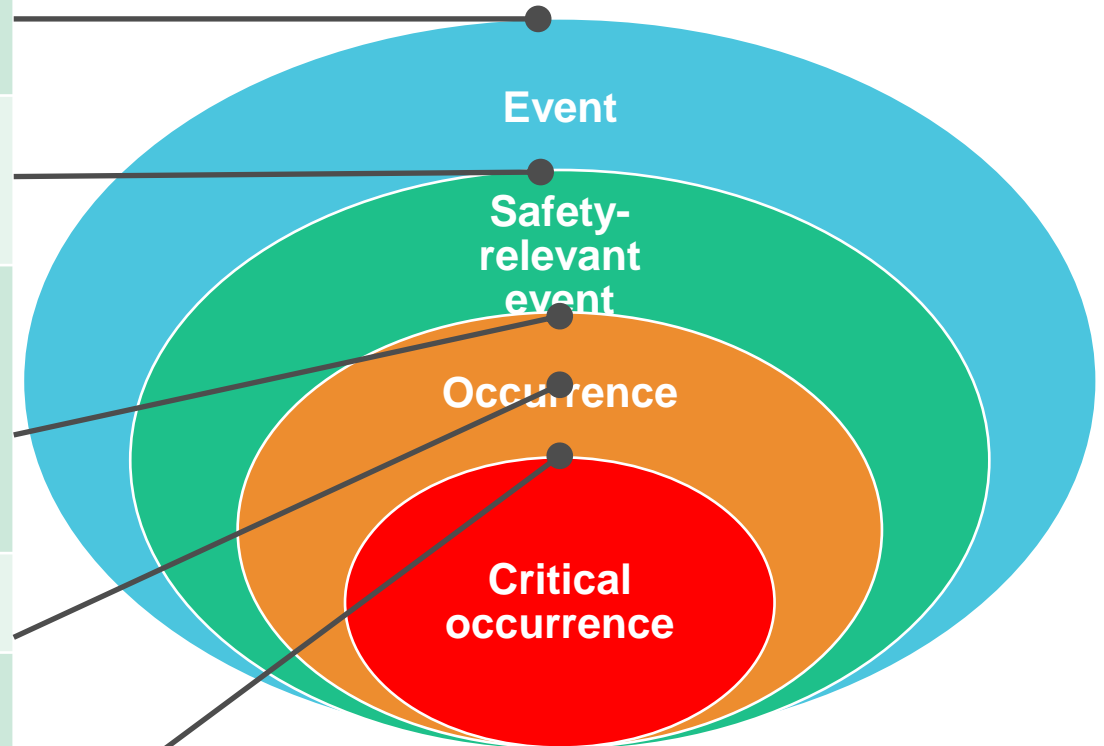 Event
Safety-
relevant
event
Occurrence
Critical
occurrence